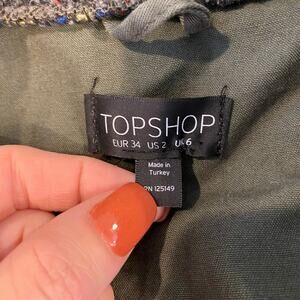 TOPSHOP
EUR 34 US 2 UK 6
Made in
Turkey
RN 125149